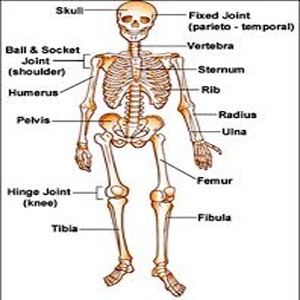 Skull
Fixed Joint
(parieto - temporal)
Vertebra
Ball & Socket
Joint
(shoulder)
Sternum
Humerus
Rib
Pelvis
Radius
Ulna
Femur
Hinge Joint
(knee)
Fibula
Tibia